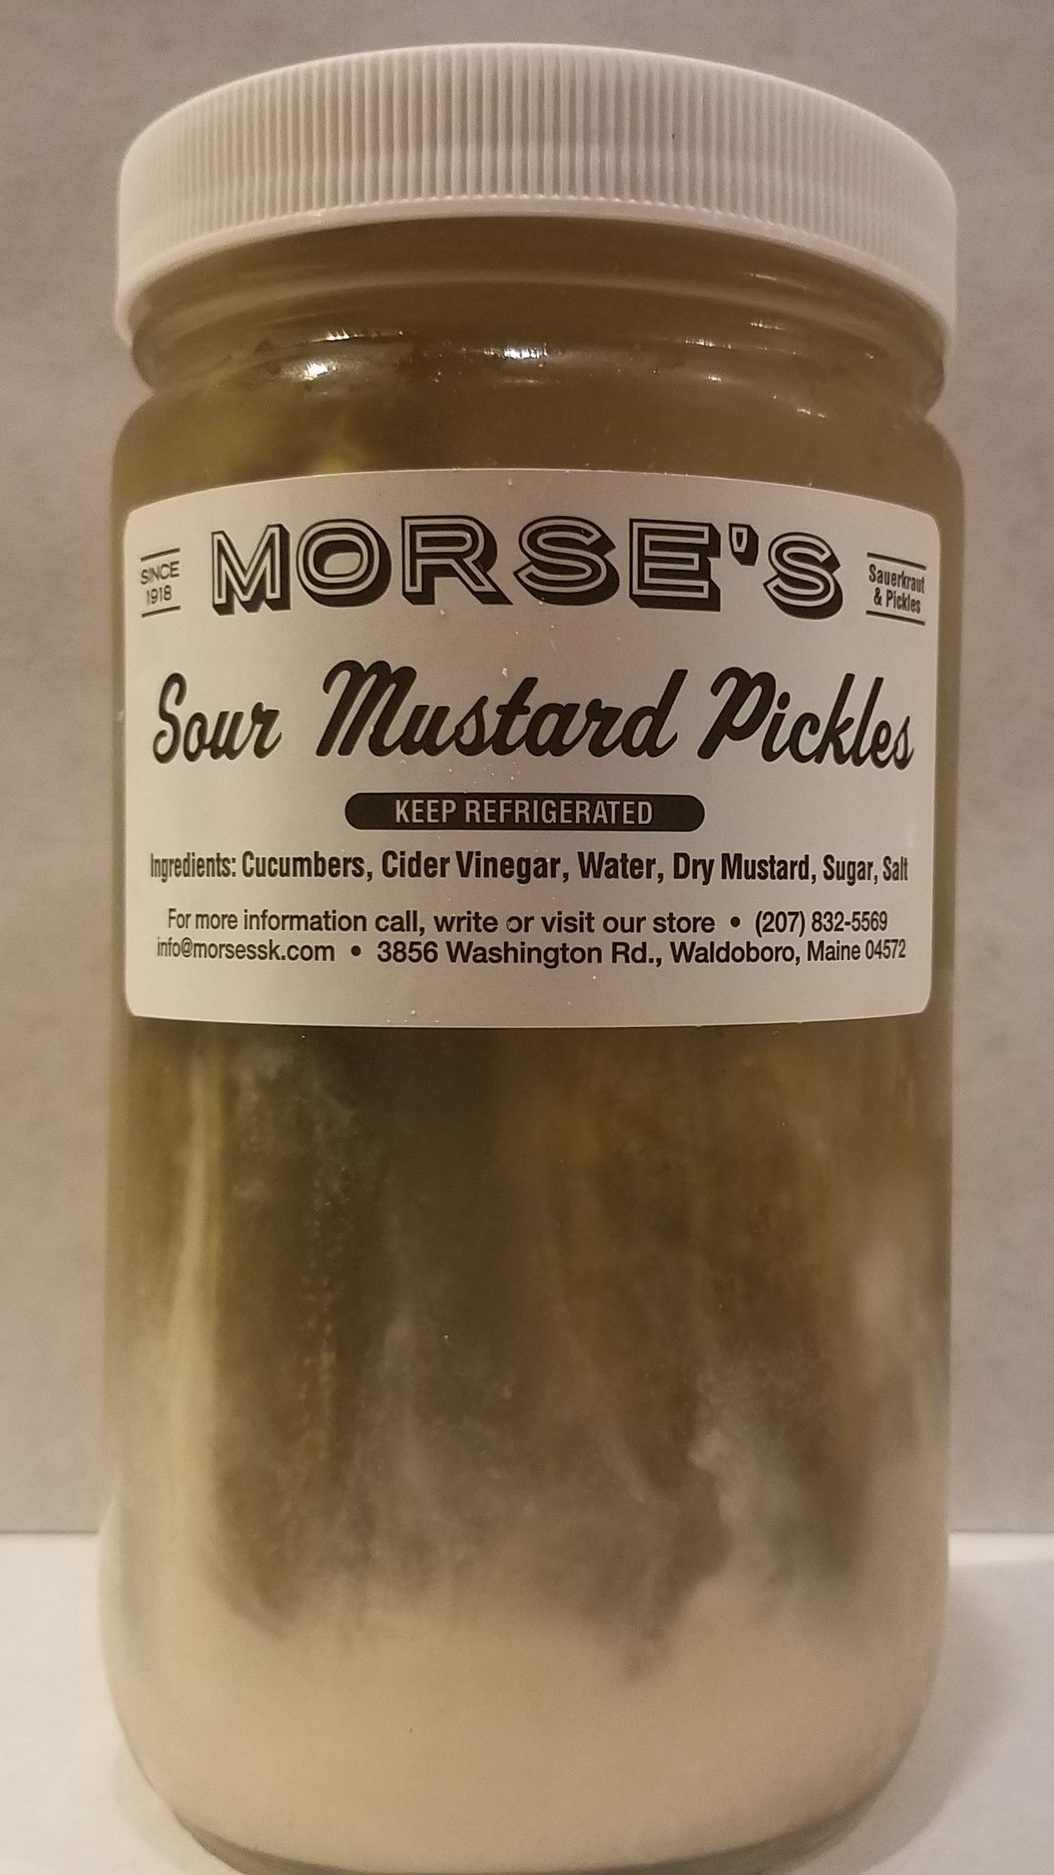 SINCE
1918
MORSE'S
Sauerkraut
& Pickles
Sour Mustard Pickles
KEEP REFRIGERATED
Ingredients: Cucumbers, Cider Vinegar, Water, Dry Mustard, Sugar, Salt
For more information call, write or visit our store • (207) 832-5569
info@morsessk.com • 3856 Washington Rd., Waldoboro, Maine 04572